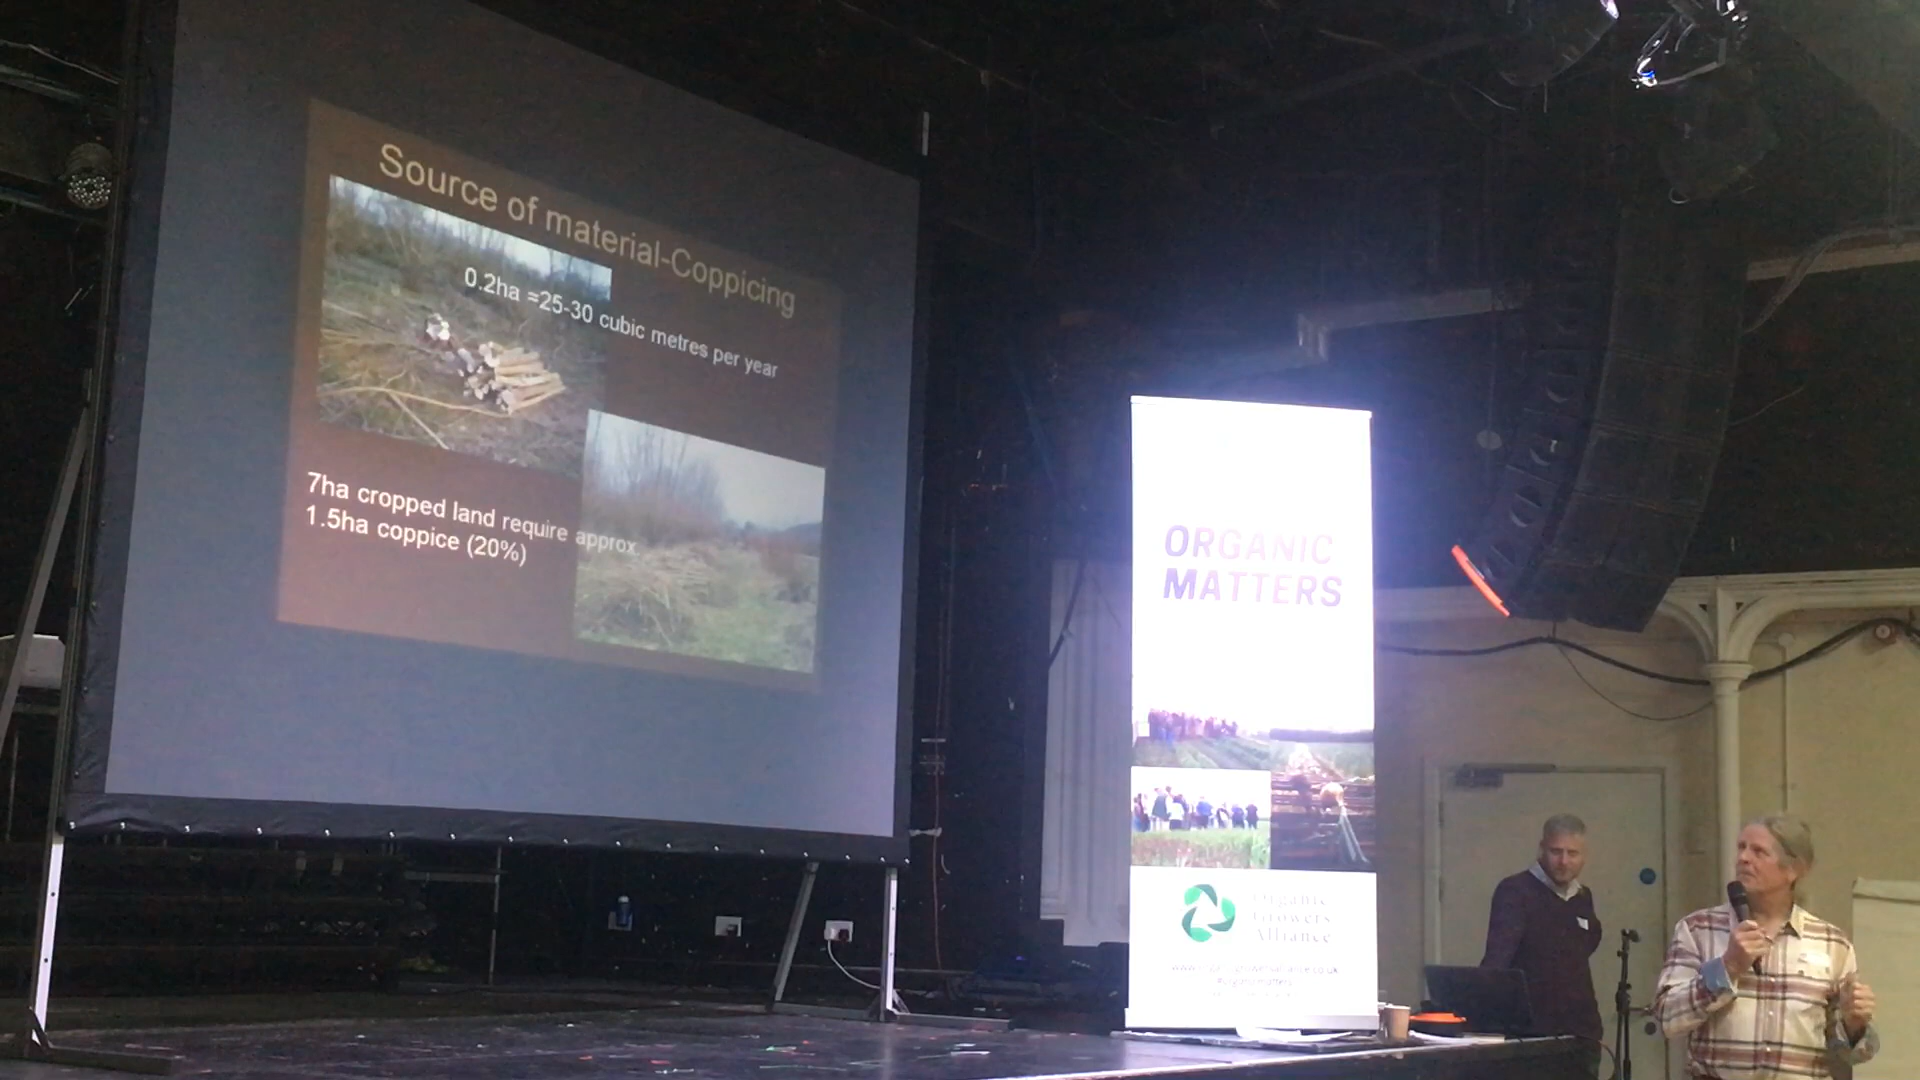 Source of material-Coppicing
0.2ha =25-30 cubic metres per year
7ha cropped land require approx.
1.5ha coppice (20%)
ORGANIC
MATTERS
Organic
Growers
Alliance